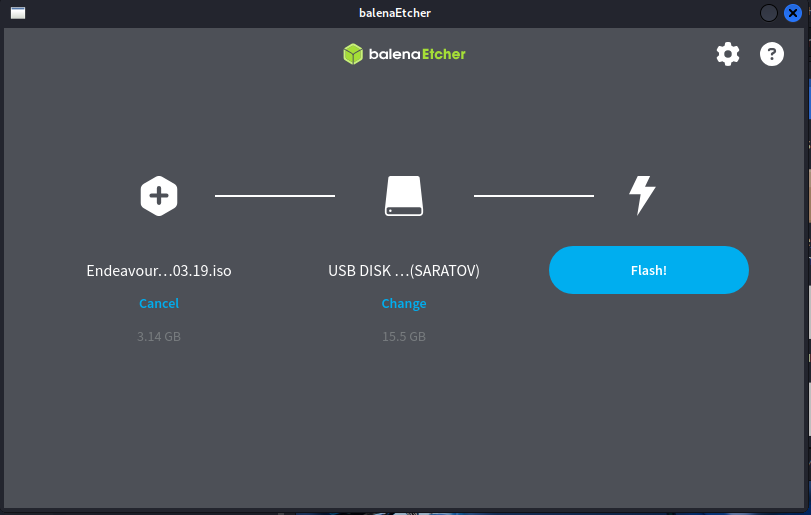 balenaEtcher
balenaEtcher
?
Endeavour…03.19.iso
USB DISK …(SARATOV)
Flash!
Cancel
Change
3.14 GB
15.5 GB